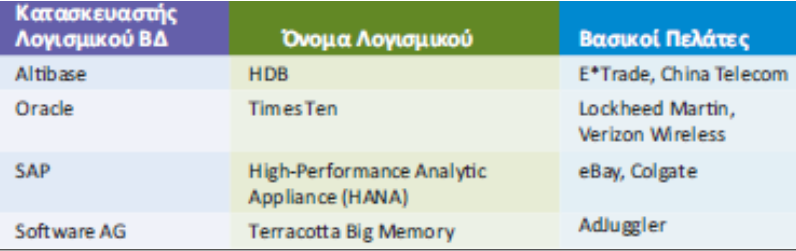 Κατασκευαστής
Λογισμικού ΒΔ
Όνομα Λογισμικού
Βασικοί Πελάτες
Altibase
HDB
E*Trade, China Telecom
Oracle
TimesTen
Lockheed Martin,
Verizon Wireless
SAP
High-Performance Analytic
Appliance (HANA)
eBay, Colgate
Software AG
Terracotta Big Memory
AdJuggler